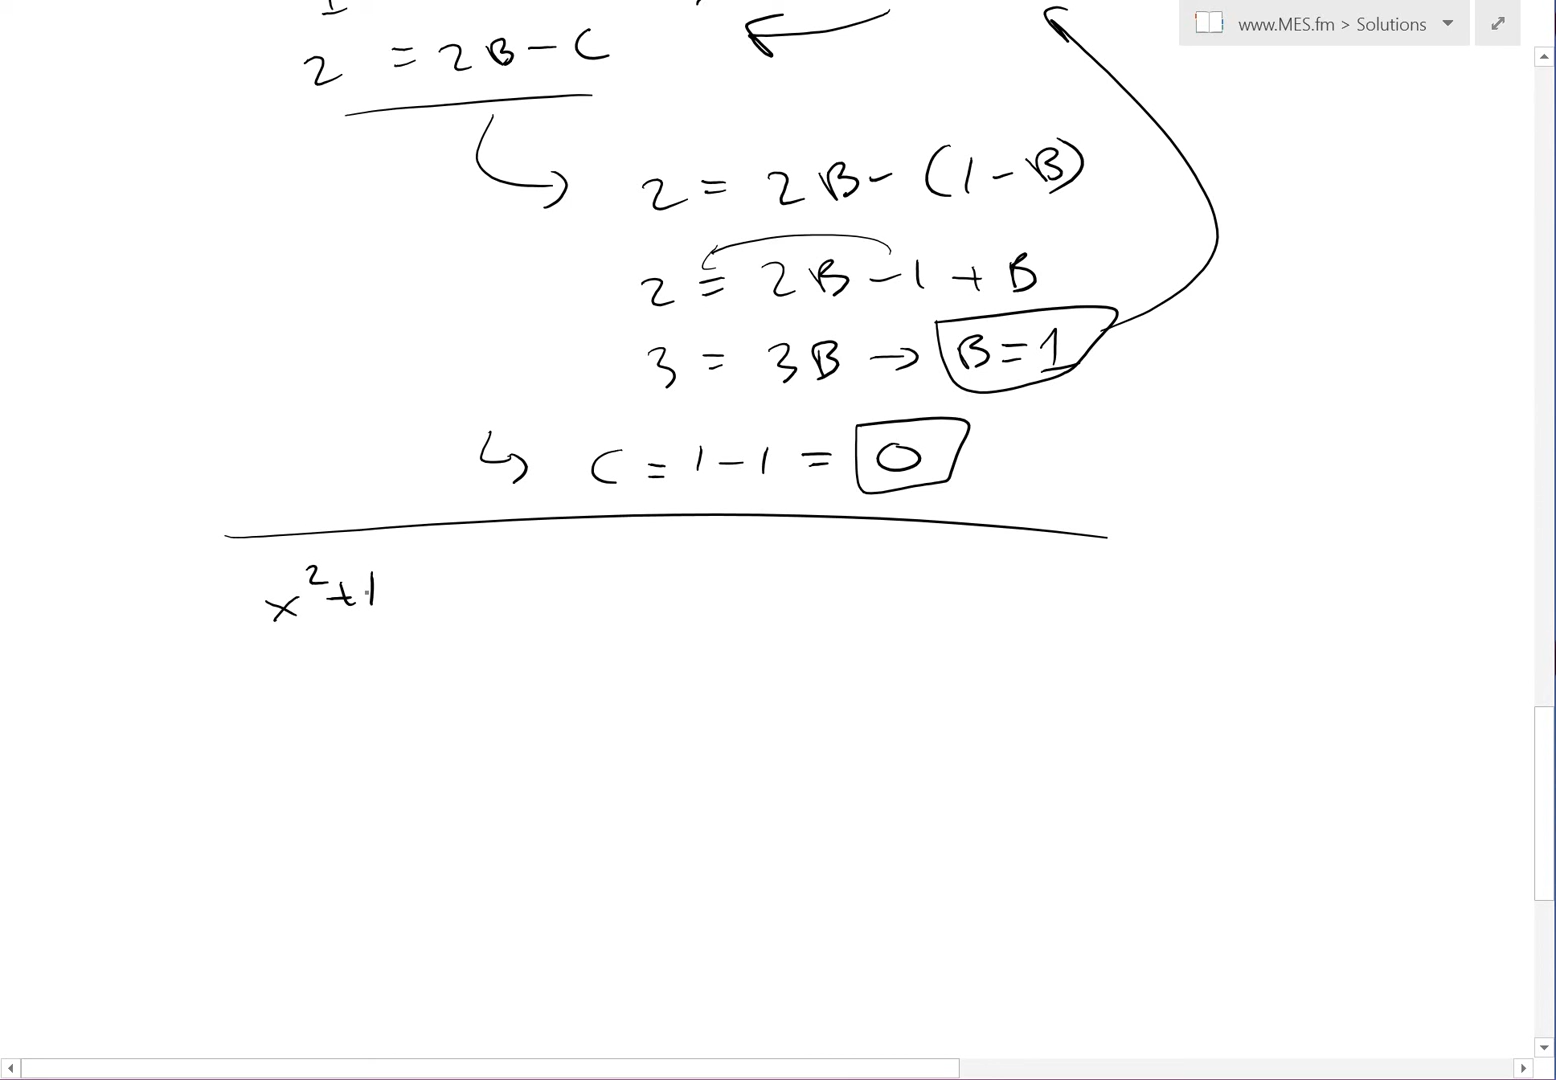 www.MES.fm > Solutions
2 = 2B - C
2 = 2B - (1 - B)
2 = 2B - 1 + B
3 = 3B → B = 1
C = 1 - 1 = 0
x² + 1